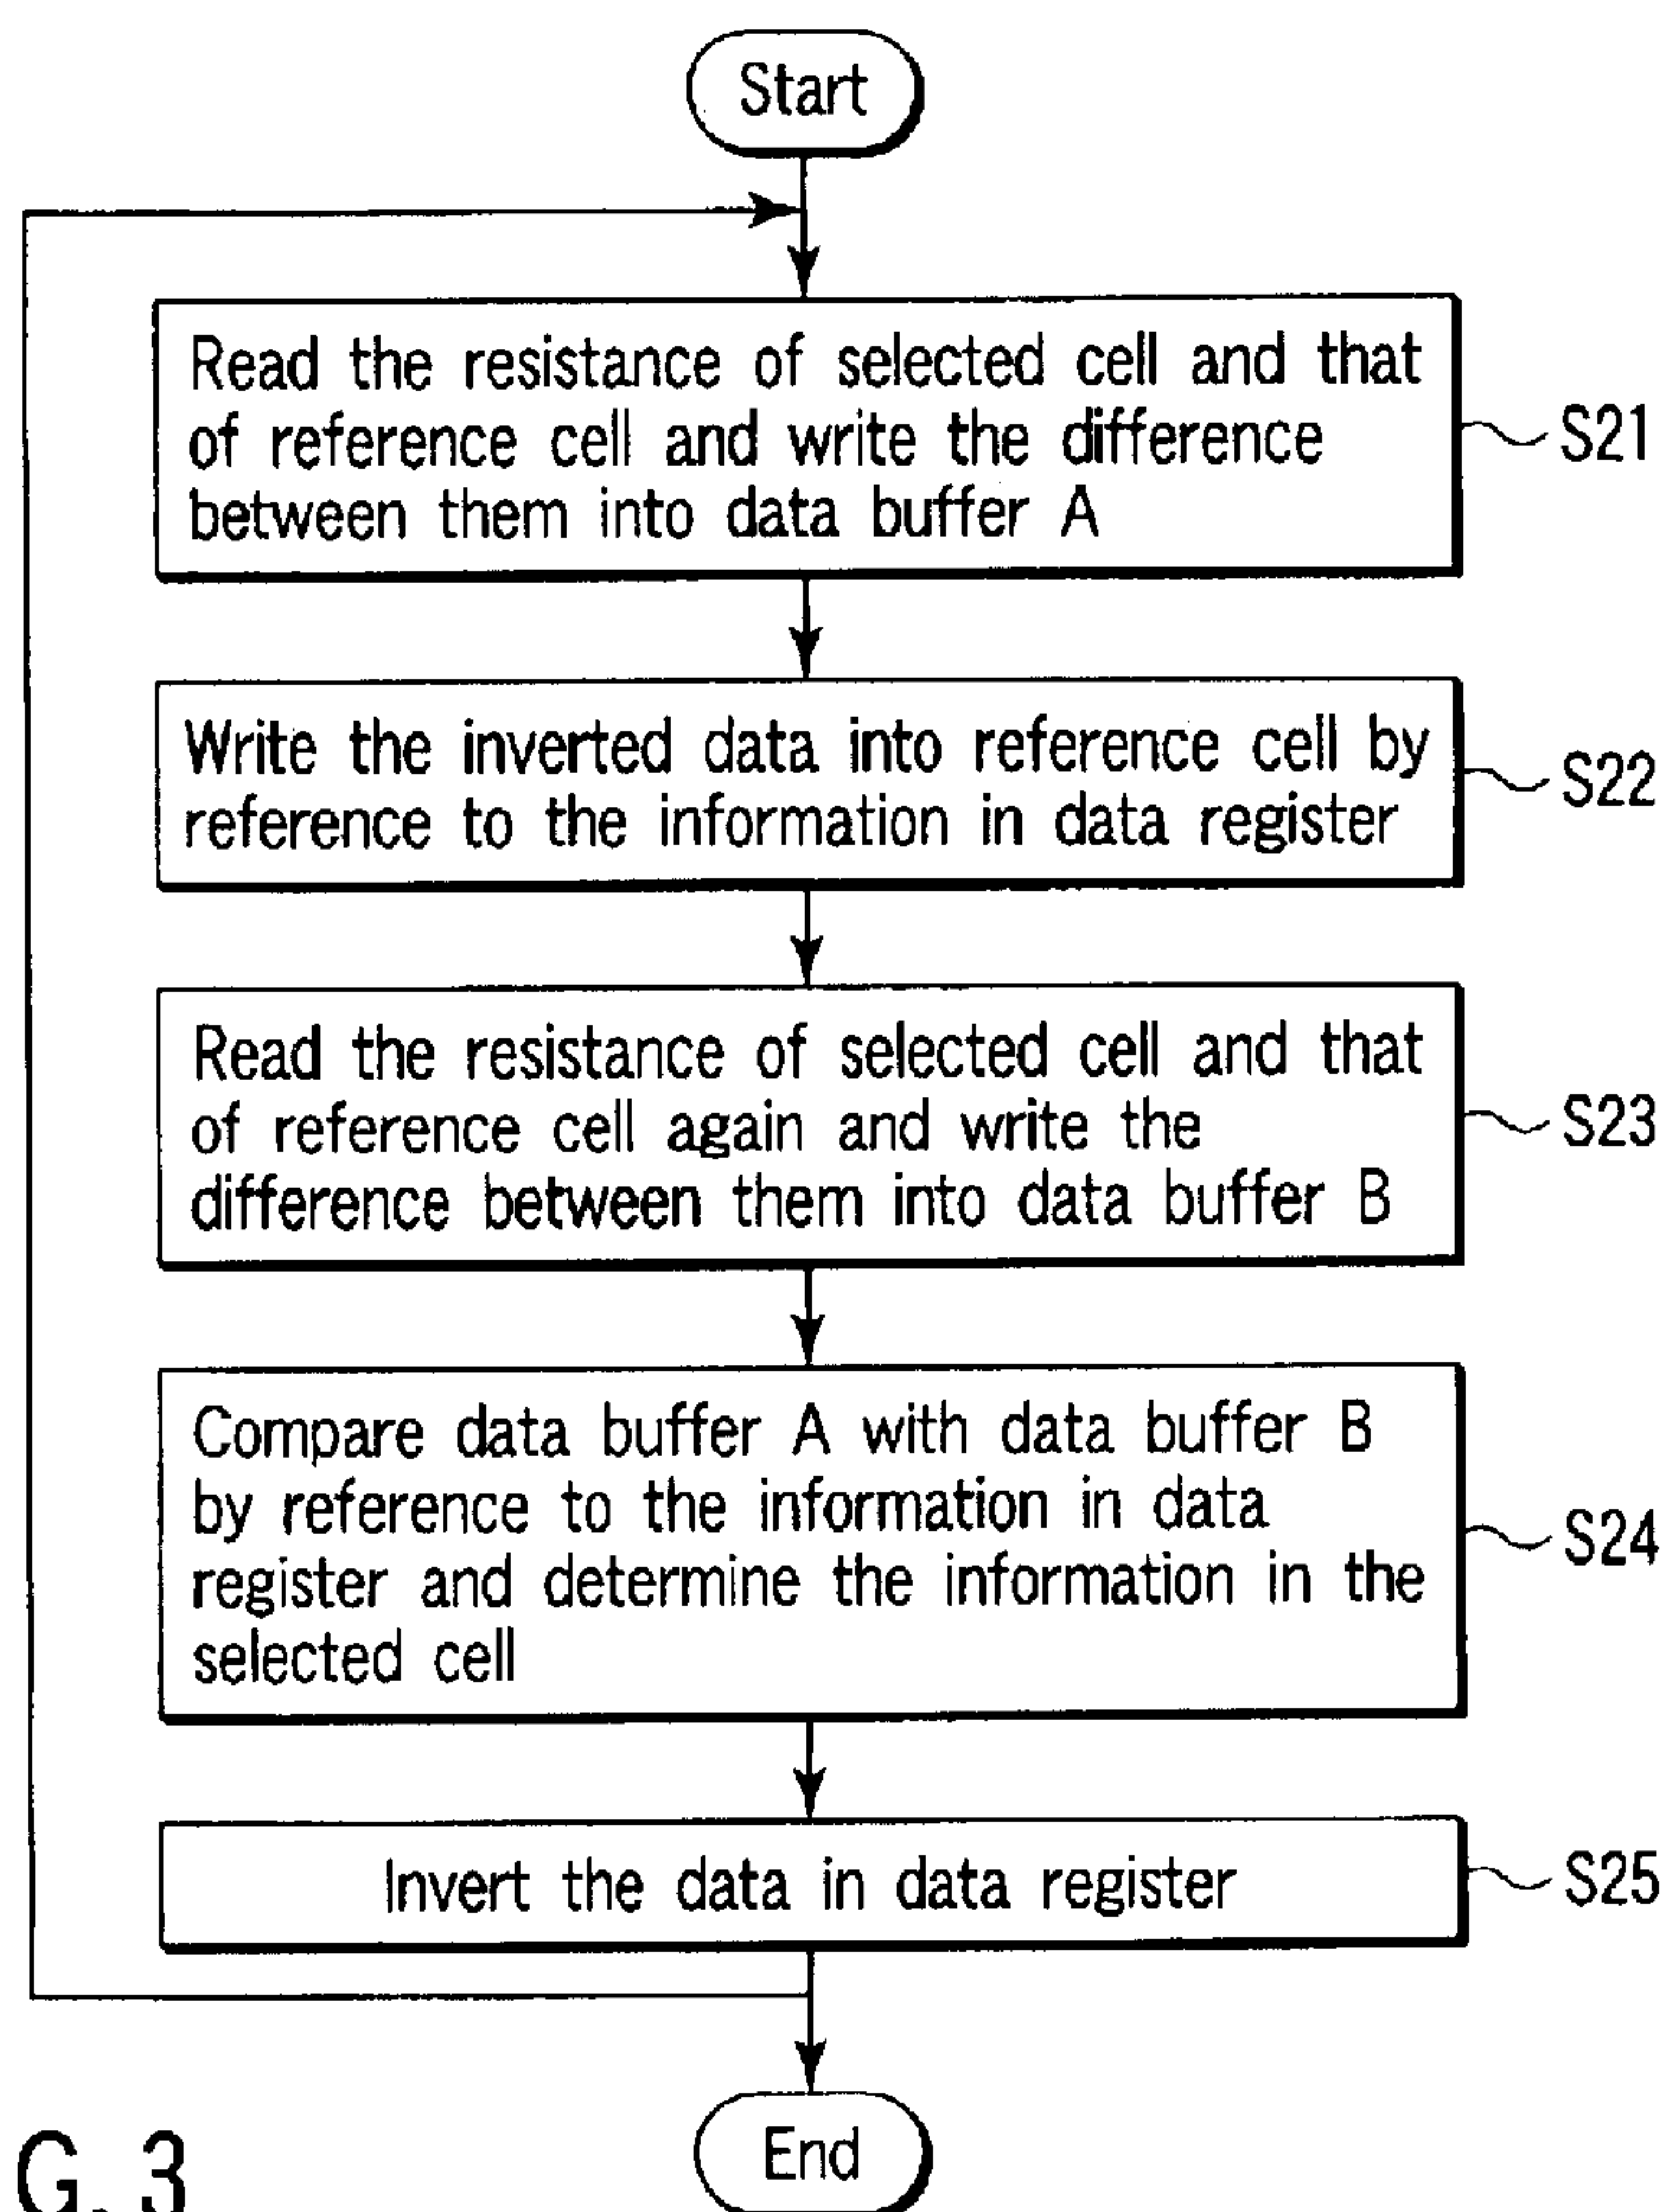 Start
Read the resistance of selected cell and that
of reference cell and write the difference
between them into data buffer A
S21
Write the inverted data into reference cell by
reference to the information in data register
S22
Read the resistance of selected cell and that
of reference cell again and write the
difference between them into data buffer B
S23
Compare data buffer A with data buffer B
by reference to the information in data
register and determine the information in the
selected cell
S24
Invert the data in data register
S25
End
G. 3